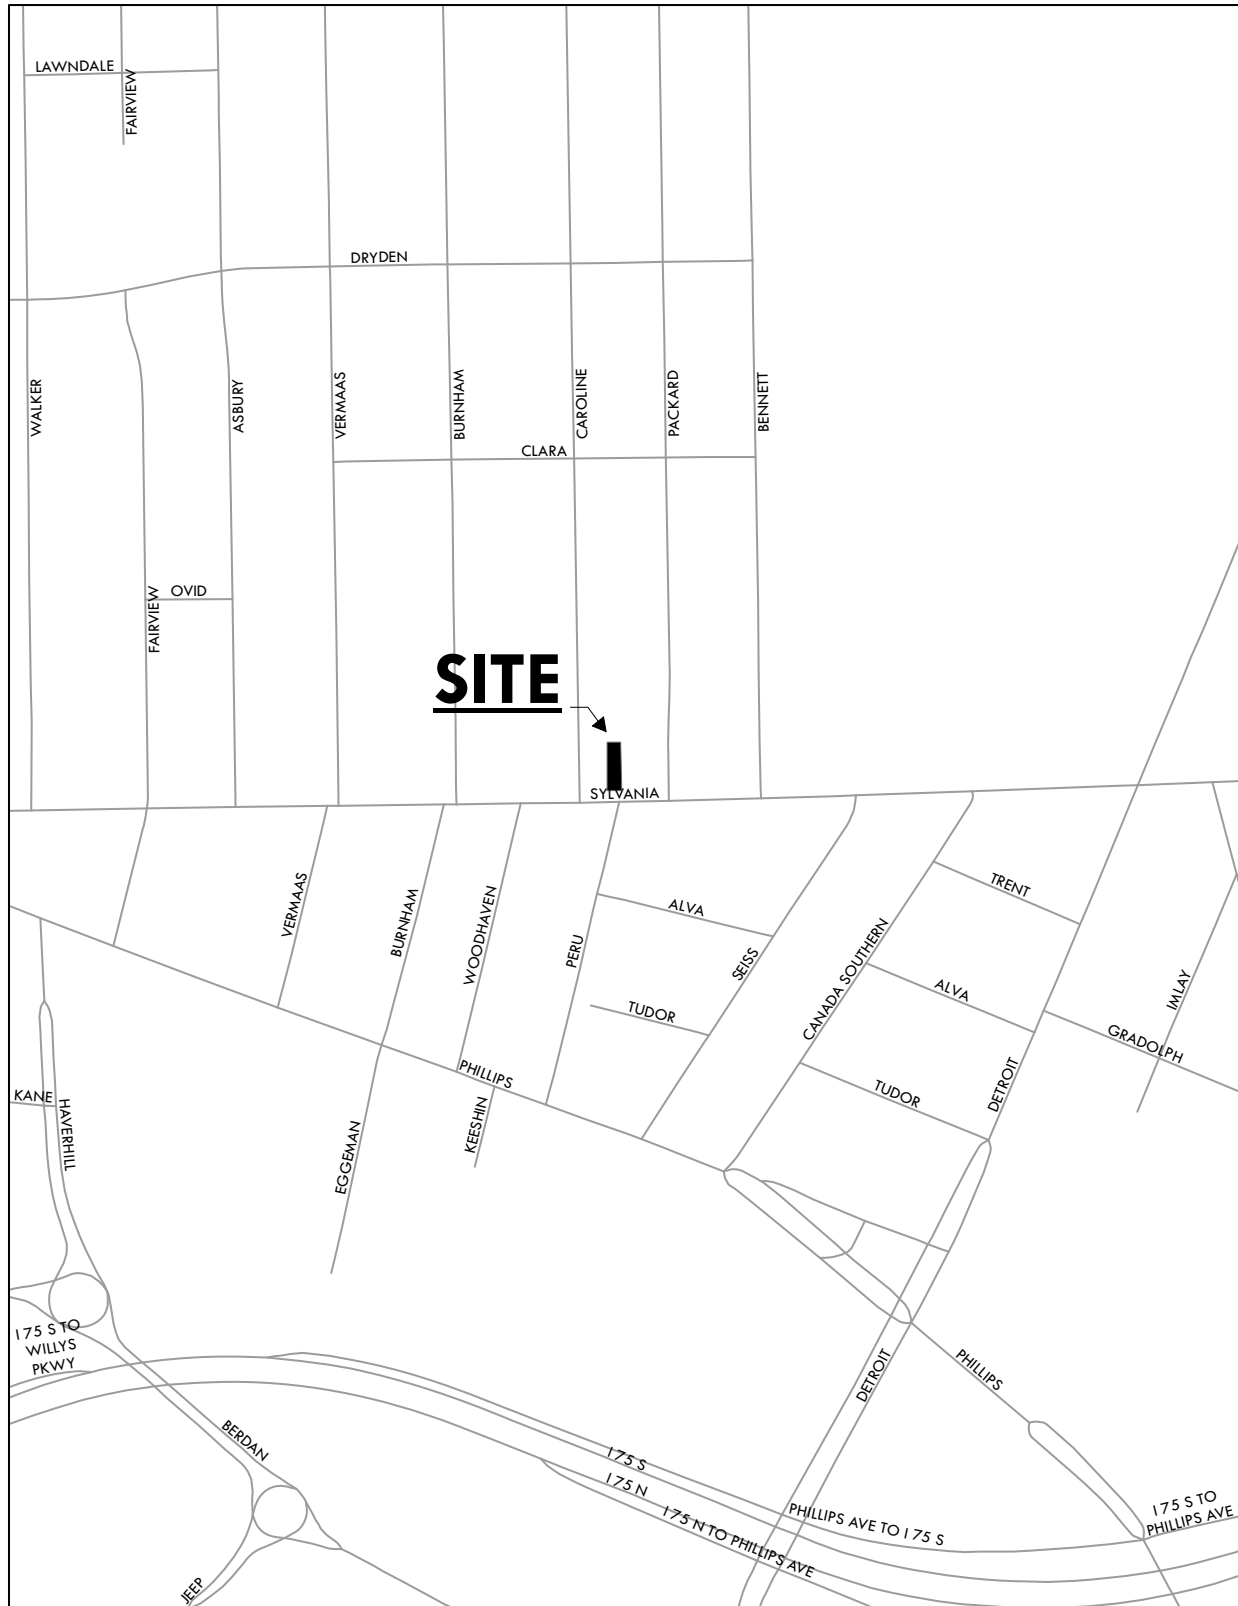 LAWNDALE
FAIRVIEW
DRYDEN
WALKER
ASBURY
VERMAAS
BURNHAM
CAROLINE
PACKARD
BENNETT
CLARA
OVID
FAIRVIEW
SITE
SYLVANIA
VERMAAS
BURNHAM
WOODHAVEN
PERU
ALVA
SEISS
TUDOR
CANADA SOUTHERN
TRENT
ALVA
IMLAY
GRADOLPH
TUDOR
DETROIT
PHILLIPS
KEESHIN
KANE
HAVERHILL
EGGEMAN
I 75 S TO
WILLYS
PKWY
DETROIT
PHILLIPS
BERDAN
I 75 S
I 75 N
I 75 N TO PHILLIPS AVE
PHILLIPS AVE TO I 75 S
I 75 S TO
PHILLIPS AVE
JEEP